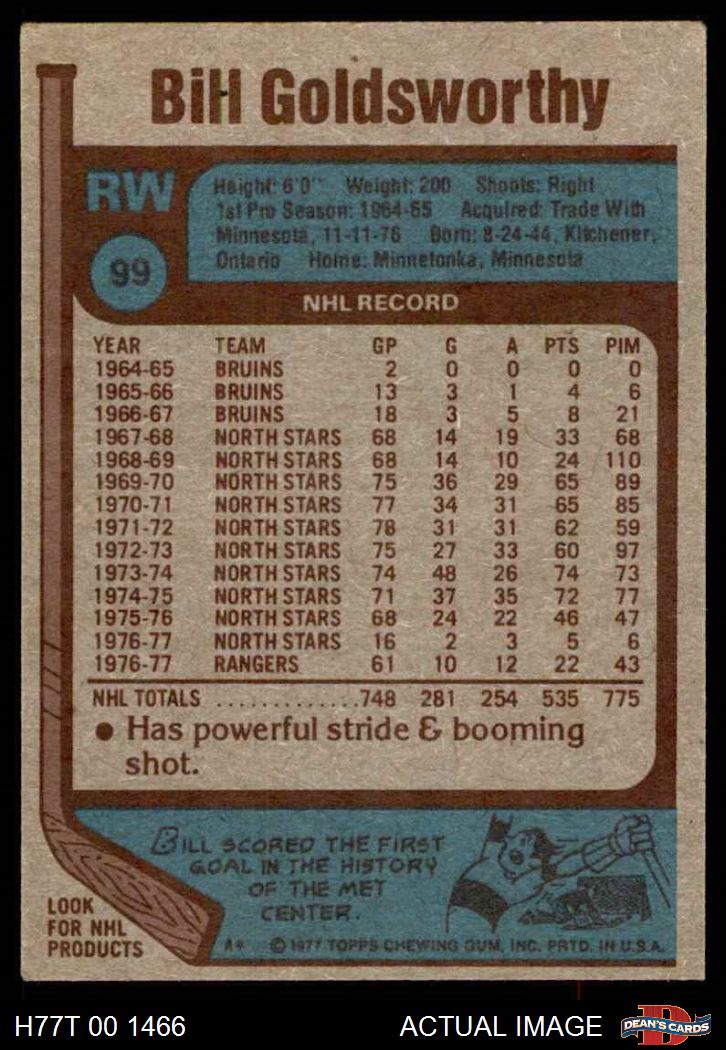 Bill Goldsworthy
RW
Height: 6'0" Weight: 200 Shoots: Right
1st Pro Season: 1964-65 Acquired: Trade With
Minnesota, 11-11-76 Born: 8-24-44, Kitchener,
Ontario Home: Minnetonka, Minnesota
99
NHL RECORD
YEAR TEAM GP G A PTS PIM
1964-65 BRUINS 2 0 0 0 0
1965-66 BRUINS 13 3 1 4 6
1966-67 BRUINS 18 3 5 8 21
1967-68 NORTH STARS 68 14 19 33 68
1968-69 NORTH STARS 68 14 10 24 110
1969-70 NORTH STARS 75 36 29 65 89
1970-71 NORTH STARS 77 34 31 65 85
1971-72 NORTH STARS 78 31 31 62 59
1972-73 NORTH STARS 75 27 33 60 97
1973-74 NORTH STARS 74 48 26 74 73
1974-75 NORTH STARS 71 37 35 72 77
1975-76 NORTH STARS 68 24 22 46 47
1976-77 NORTH STARS 16 2 3 5 6
1976-77 RANGERS 61 10 12 22 43
NHL TOTALS .............748 281 254 535 775
● Has powerful stride & booming
shot.
BILL SCORED THE FIRST
GOAL IN THE HISTORY
OF THE MET
CENTER.
LOOK
FOR NHL
PRODUCTS
A* © 1977 TOPPS CHEWING GUM, INC. PRTD. IN U.S.A.
H77T 00 1466 ACTUAL IMAGE
D
DEAN'S CARDS